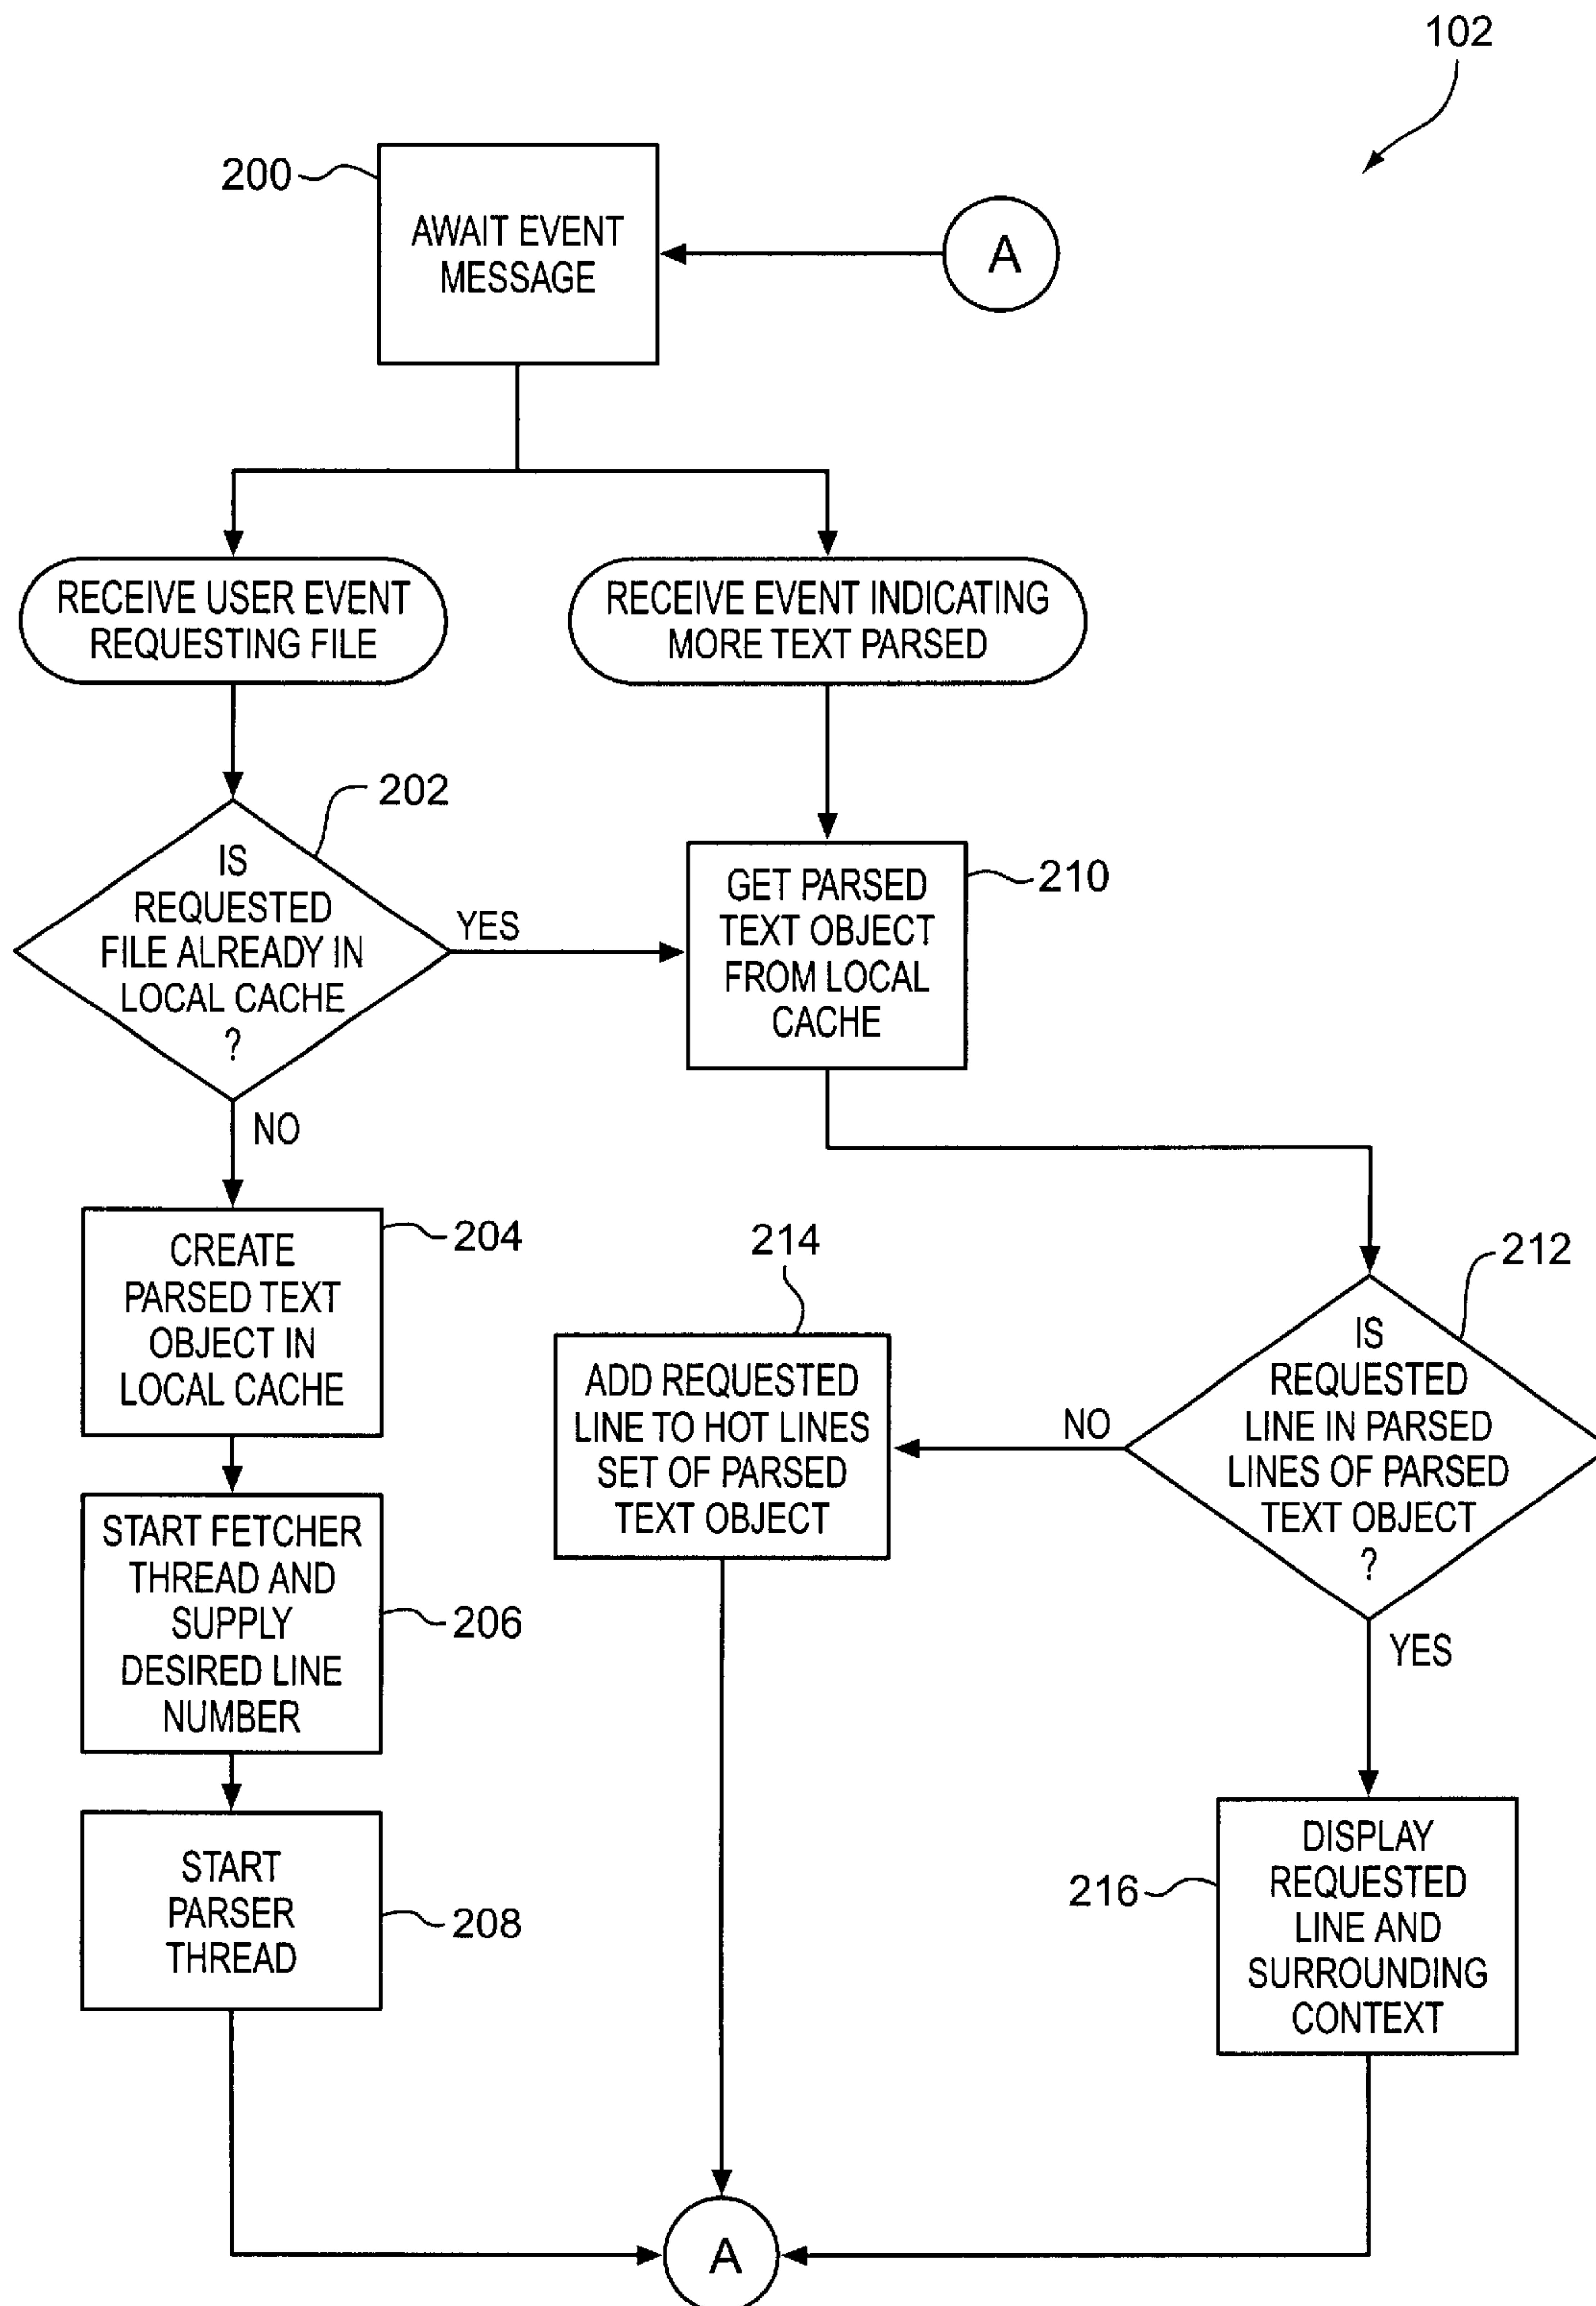 102
200
AWAIT EVENT
MESSAGE
A
RECEIVE USER EVENT
REQUESTING FILE
RECEIVE EVENT INDICATING
MORE TEXT PARSED
202
IS
REQUESTED
FILE ALREADY IN
LOCAL CACHE
?
YES
NO
GET PARSED
TEXT OBJECT
FROM LOCAL
CACHE
210
CREATE
PARSED TEXT
OBJECT IN
LOCAL CACHE
204
214
ADD REQUESTED
LINE TO HOT LINES
SET OF PARSED
TEXT OBJECT
NO
212
IS
REQUESTED
LINE IN PARSED
LINES OF PARSED
TEXT OBJECT
?
YES
START FETCHER
THREAD AND
SUPPLY
DESIRED LINE
NUMBER
206
START
PARSER
THREAD
208
216
DISPLAY
REQUESTED
LINE AND
SURROUNDING
CONTEXT
A